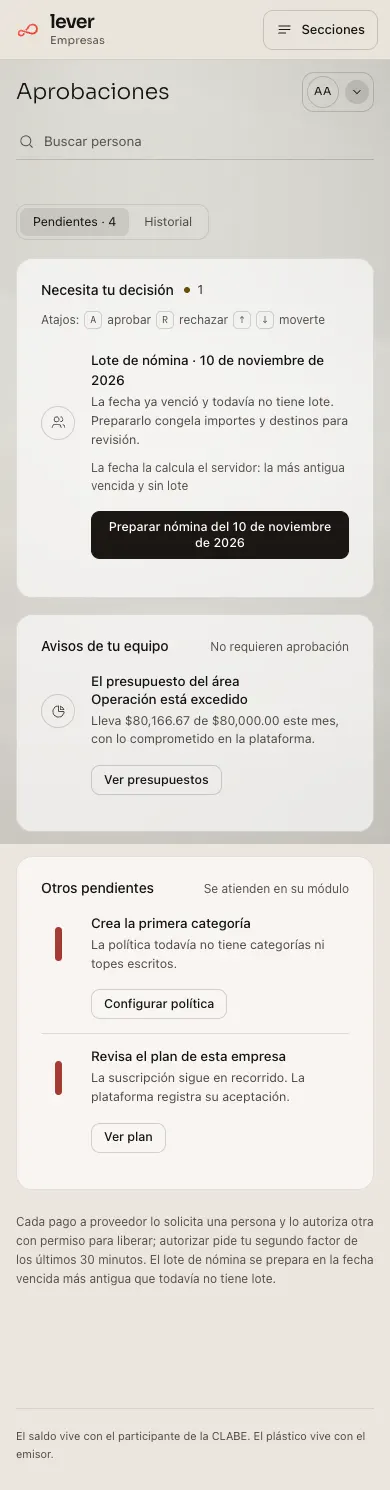 lever
Empresas
Secciones
Aprobaciones
AA
Buscar persona
Pendientes · 4
Historial
Necesita tu decisión • 1
Atajos: A aprobar R rechazar ↑ ↓ moverte
Lote de nómina · 10 de noviembre de
2026
La fecha ya venció y todavía no tiene lote.
Prepararlo congela importes y destinos para
revisión.
La fecha la calcula el servidor: la más antigua
vencida y sin lote
Preparar nómina del 10 de noviembre
de 2026
Avisos de tu equipo
No requieren aprobación
El presupuesto del área
Operación está excedido
Lleva $80,166.67 de $80,000.00 este mes,
con lo comprometido en la plataforma.
Ver presupuestos
Otros pendientes
Se atienden en su módulo
Crea la primera categoría
La política todavía no tiene categorías ni
topes escritos.
Configurar política
Revisa el plan de esta empresa
La suscripción sigue en recorrido. La
plataforma registra su aceptación.
Ver plan
Cada pago a proveedor lo solicita una persona y lo autoriza otra
con permiso para liberar; autorizar pide tu segundo factor de
los últimos 30 minutos. El lote de nómina se prepara en la fecha
vencida más antigua que todavía no tiene lote.
El saldo vive con el participante de la CLABE. El plástico vive con el
emisor.